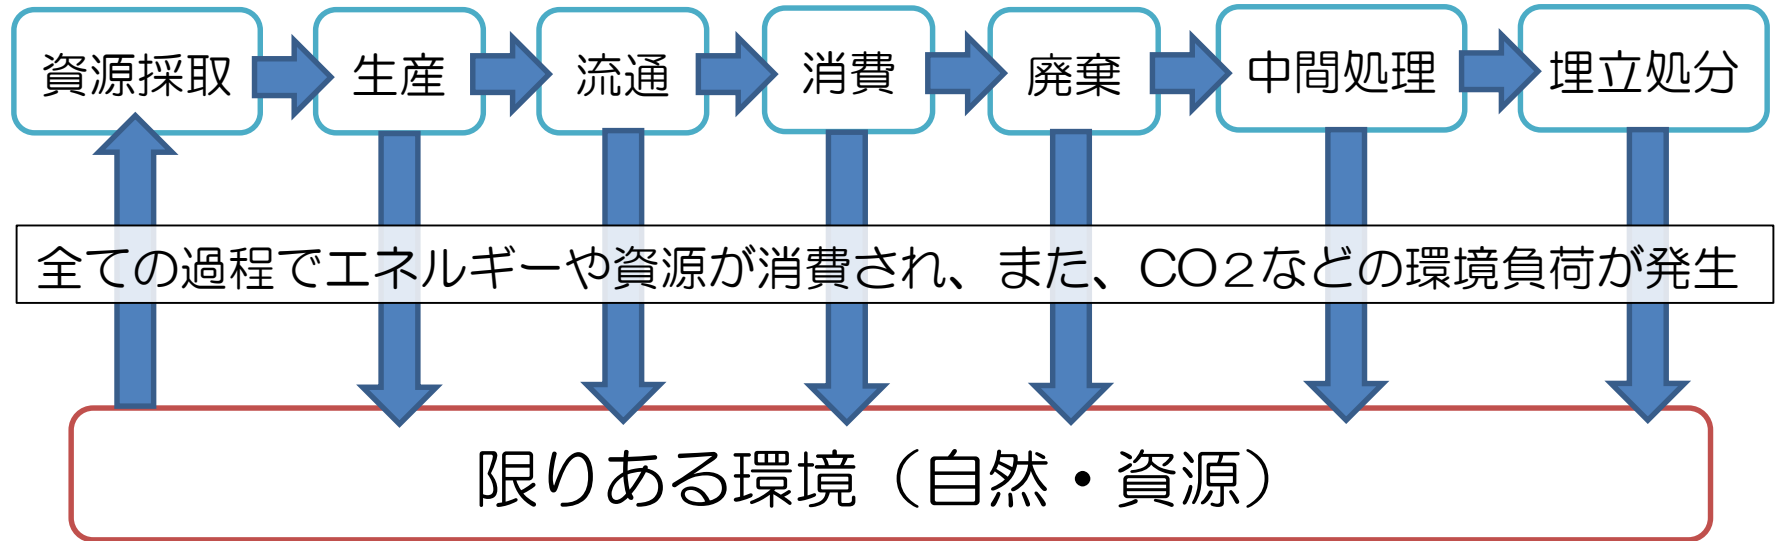 資源採取
生産
流通
消費
廃棄
中間処理
埋立処分
全ての過程でエネルギーや資源が消費され、また、CO2などの環境負荷が発生
限りある環境（自然・資源）